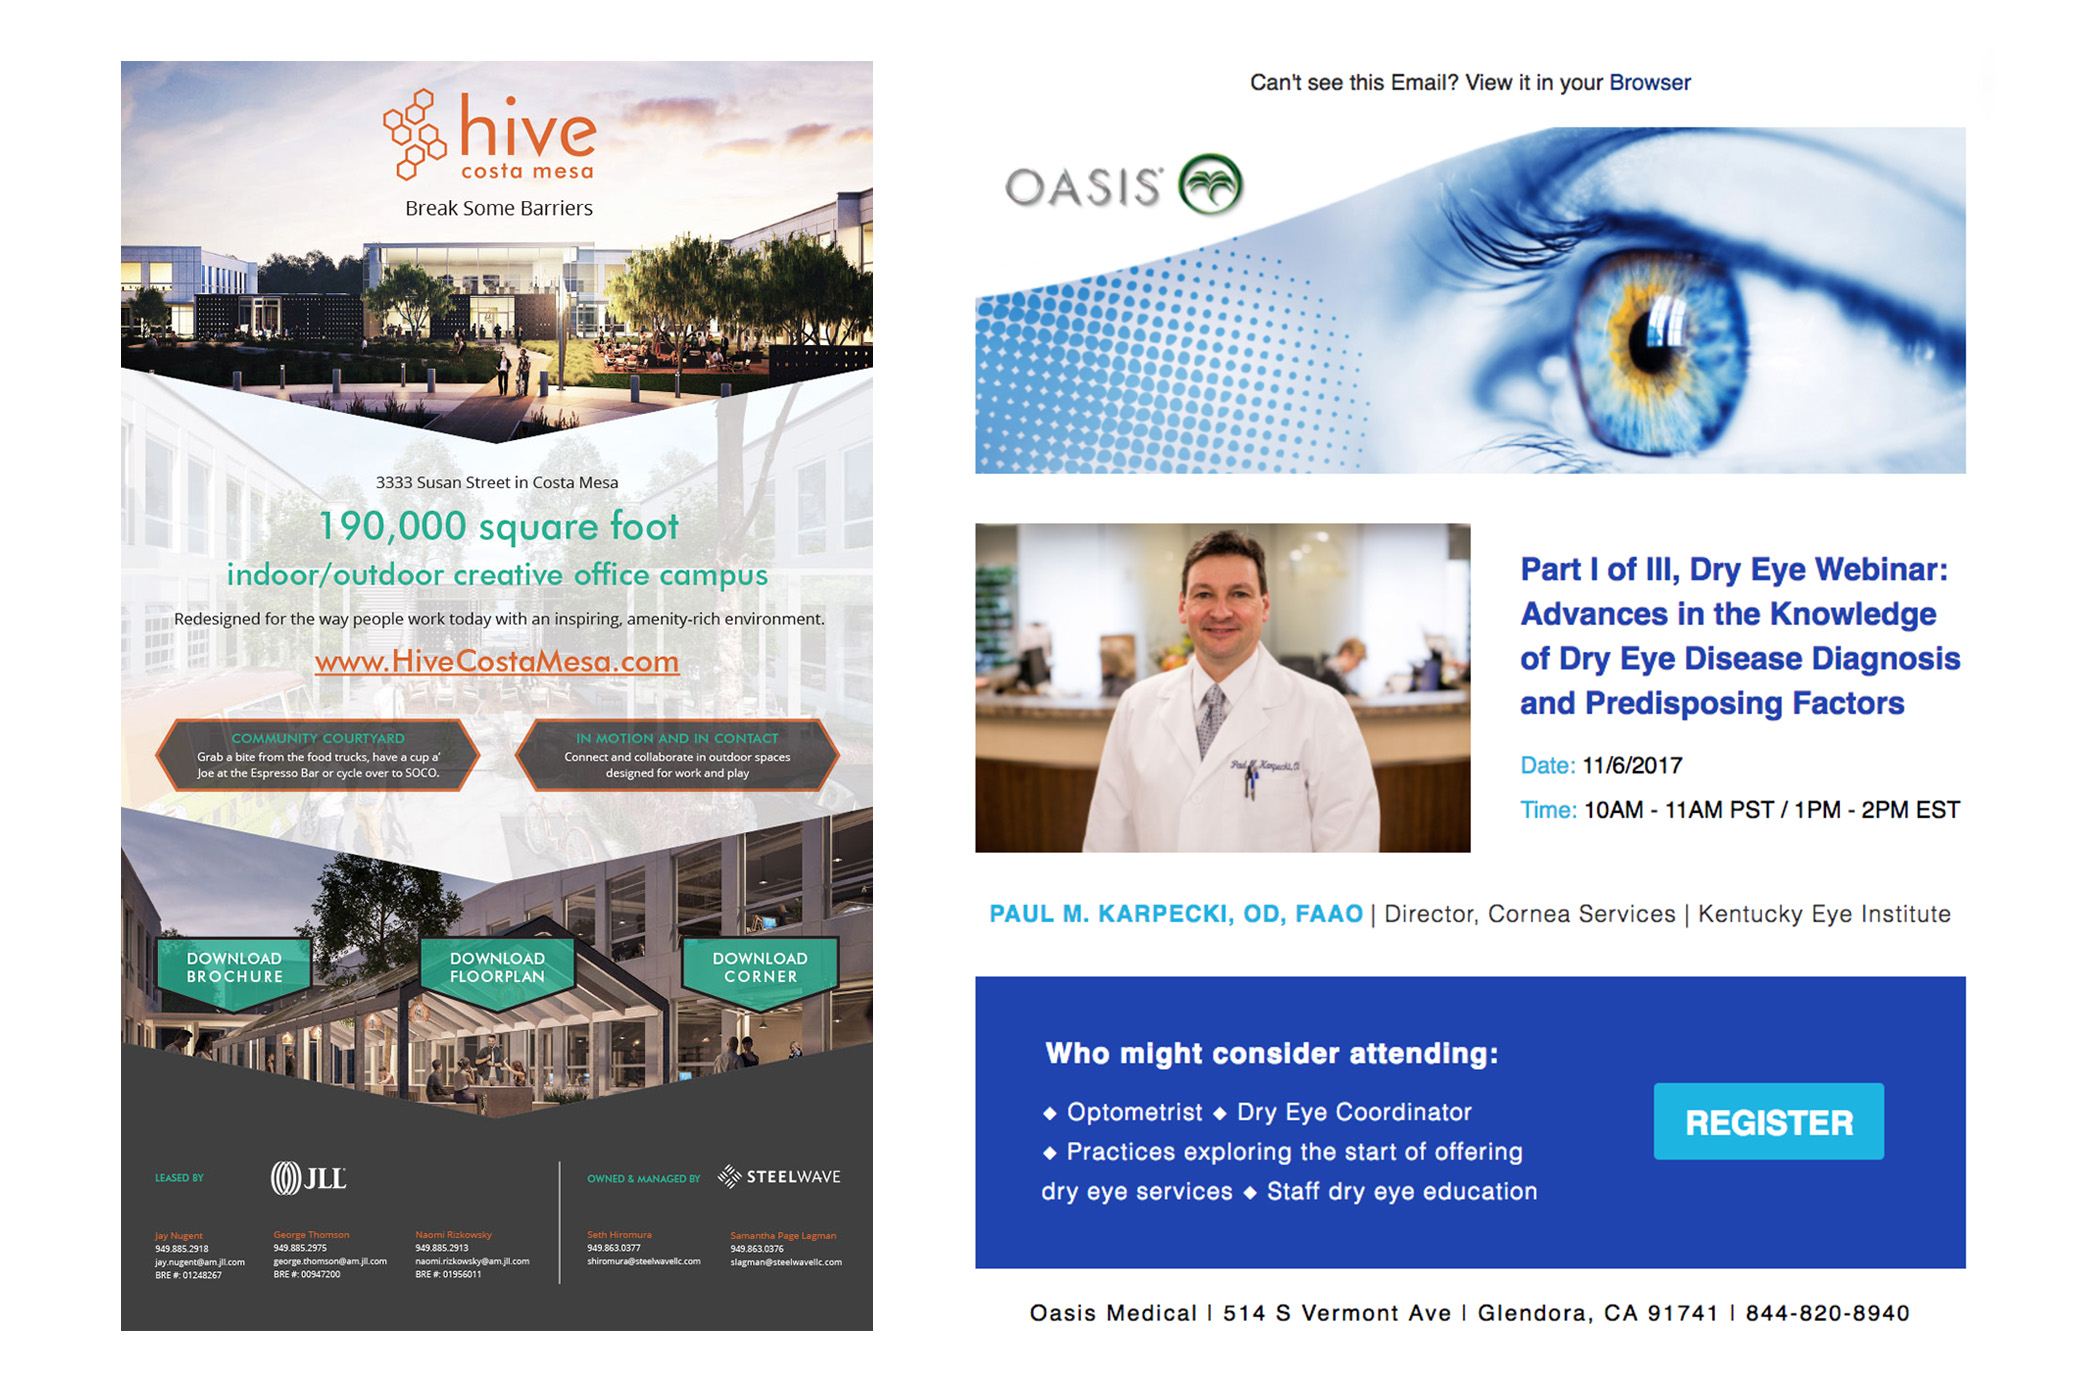 hive
costa mesa
Break Some Barriers
3333 Susan Street in Costa Mesa
190,000 square foot
indoor/outdoor creative office campus
Redesigned for the way people work today with an inspiring, amenity-rich environment.
www.HiveCostaMesa.com
COMMUNITY COURTYARD
Grab a bite from the food trucks, have a cup a'
Joe at the Espresso Bar or cycle over to SOCO.
IN MOTION AND IN CONTACT
Connect and collaborate in outdoor spaces
designed for work and play
DOWNLOAD
BROCHURE
DOWNLOAD
FLOORPLAN
DOWNLOAD
CORNER
LEASED BY
JLL
OWNED & MANAGED BY
STEELWAVE
Jay Nugent
949.885.2918
jay.nugent@am.jll.com
BRE #: 01248267
George Thomson
949.885.2975
george.thomson@am.jll.com
BRE #: 00947200
Naomi Rizkowsky
949.885.2913
naomi.rizkowsky@am.jll.com
BRE #: 01956011
Seth Hiromura
949.863.0377
shiromura@steelwavellc.com
Samantha Page Lagman
949.863.0376
slagman@steelwavellc.com
Can't see this Email? View it in your Browser
OASIS®
Part I of III, Dry Eye Webinar:
Advances in the Knowledge
of Dry Eye Disease Diagnosis
and Predisposing Factors
Date: 11/6/2017
Time: 10AM - 11AM PST / 1PM - 2PM EST
Paul M. Karpecki, OD
PAUL M. KARPECKI, OD, FAAO | Director, Cornea Services | Kentucky Eye Institute
Who might consider attending:
◆ Optometrist ◆ Dry Eye Coordinator
◆ Practices exploring the start of offering
dry eye services ◆ Staff dry eye education
REGISTER
Oasis Medical | 514 S Vermont Ave | Glendora, CA 91741 | 844-820-8940